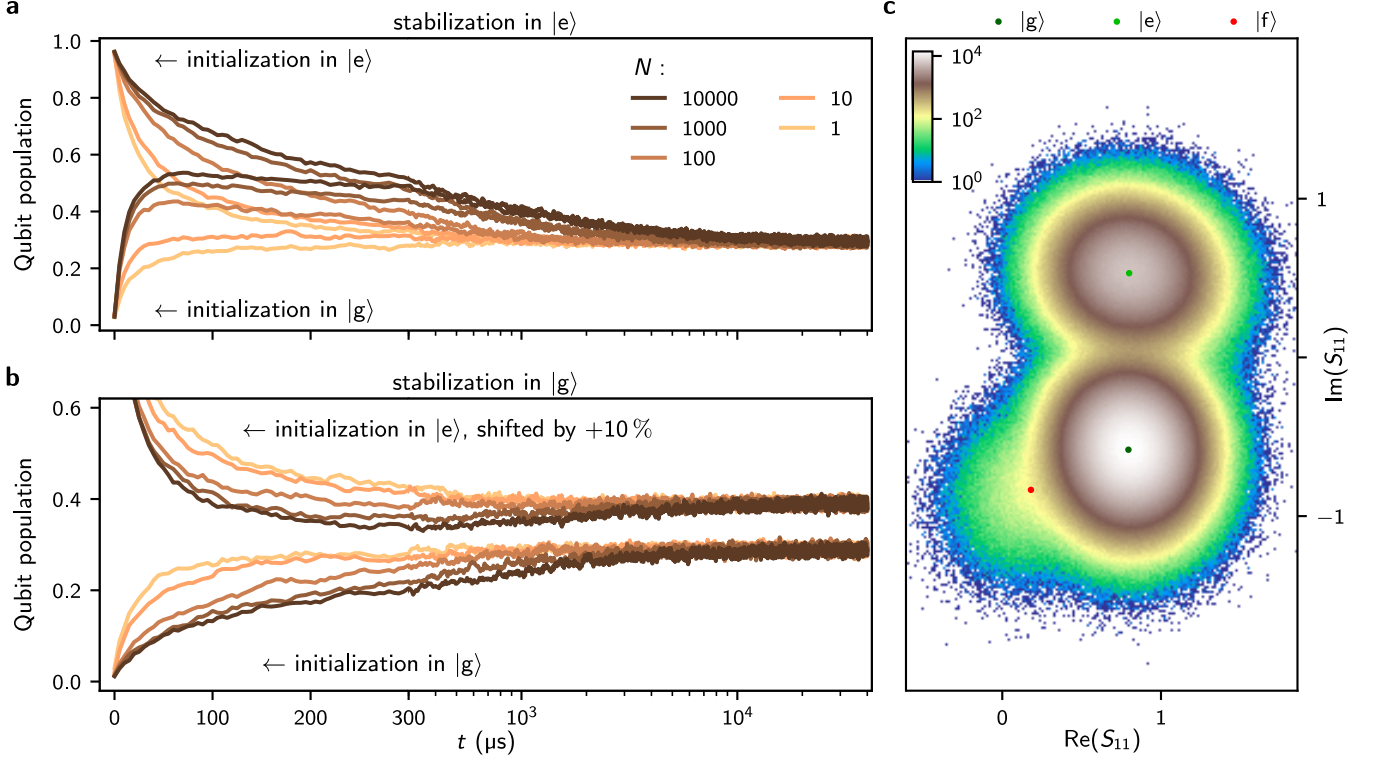 a
stabilization in |e⟩
1.0
0.8
0.6
0.4
0.2
0.0
Qubit population
← initialization in |e⟩
← initialization in |g⟩
N :
10000
1000
100
10
1
b
stabilization in |g⟩
0.6
0.4
0.2
0.0
Qubit population
← initialization in |e⟩, shifted by +10 %
← initialization in |g⟩
0 100 200 300 10³ 10⁴
t (µs)
c
|g⟩ |e⟩ |f⟩
10⁴
10²
10⁰
1
−1
Im(S₁₁)
0 1
Re(S₁₁)